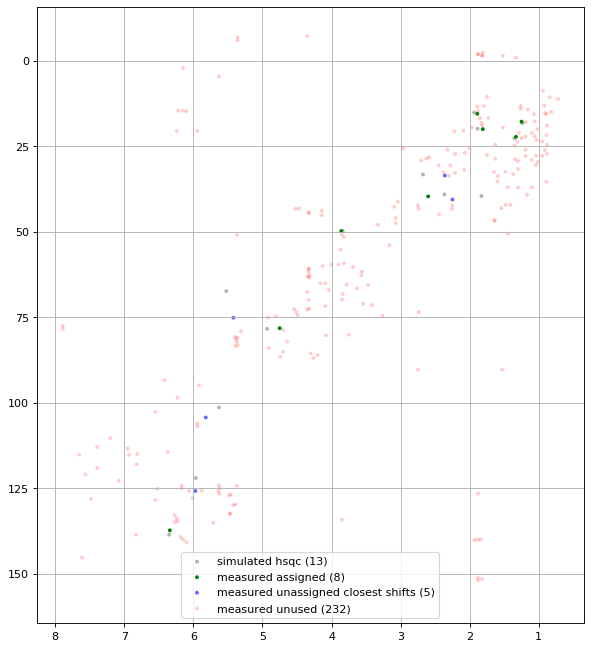 0
25
50
75
100
125
150
simulated hsqc (13)
measured assigned (8)
measured unassigned closest shifts (5)
measured unused (232)
8 7 6 5 4 3 2 1